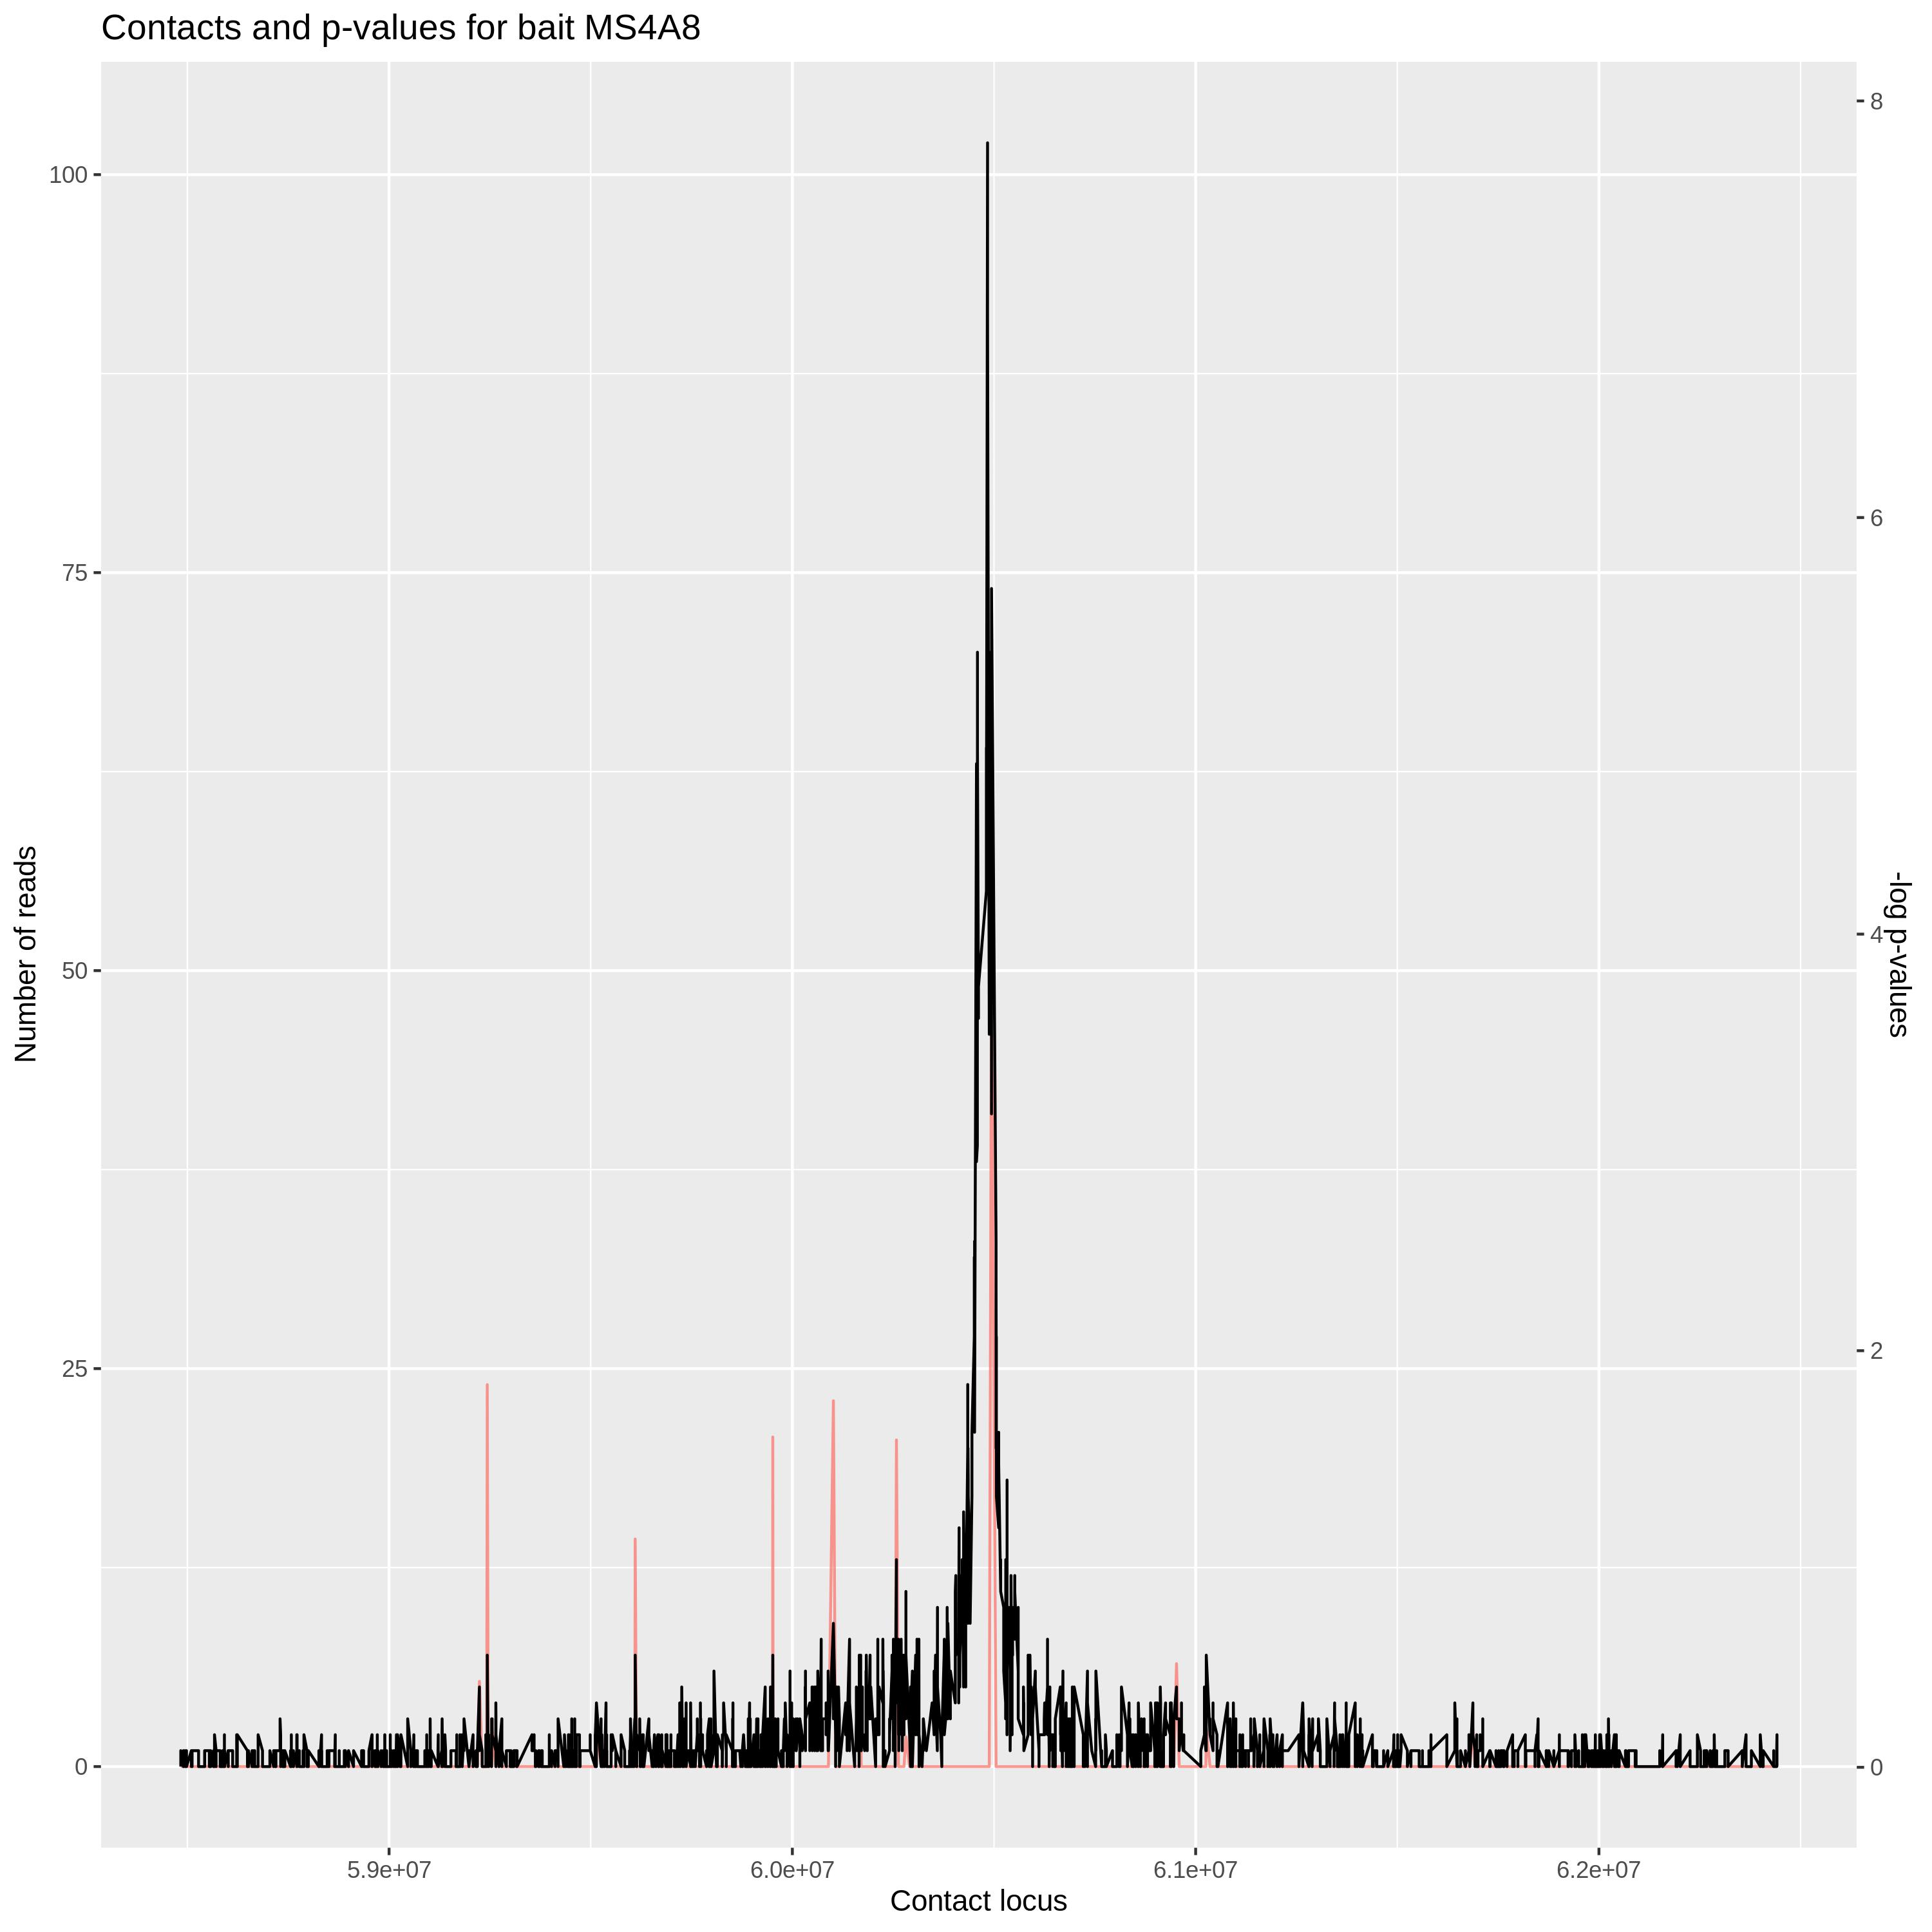 Contacts and p-values for bait MS4A8
100
75
50
25
0
8
6
4
2
0
Number of reads
-log p-values
5.9e+07
6.0e+07
6.1e+07
6.2e+07
Contact locus